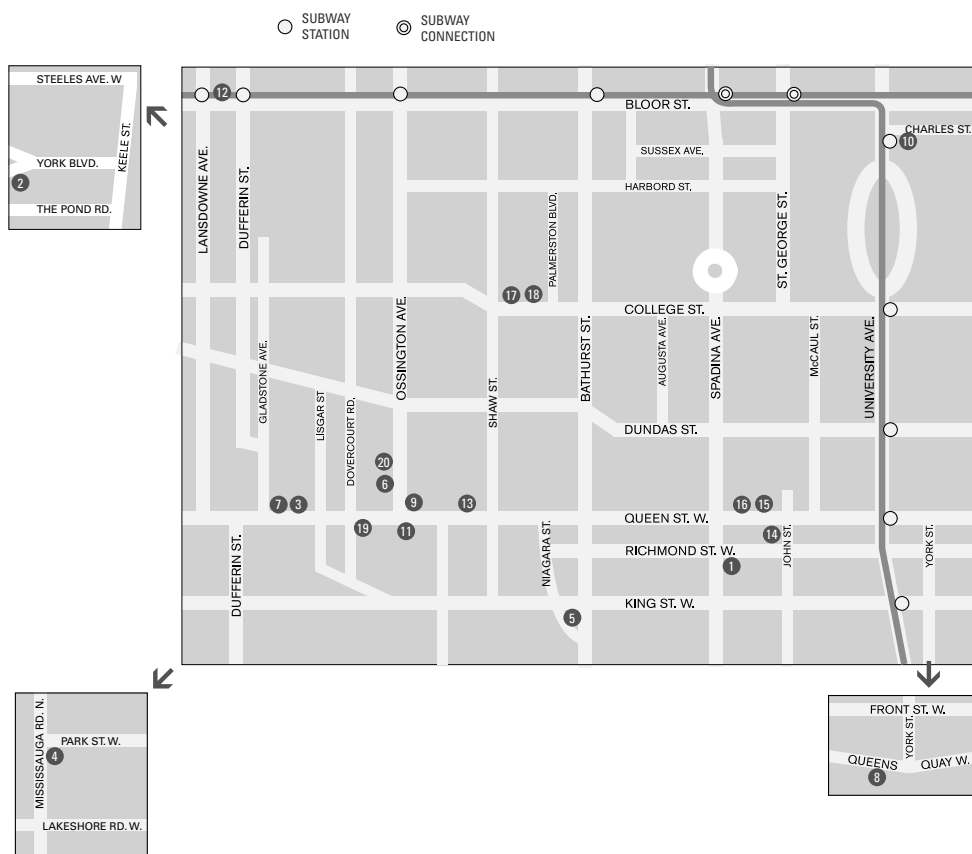 SUBWAY
STATION
SUBWAY
CONNECTION
STEELES AVE. W
KEELE ST.
YORK BLVD.
2
THE POND RD.
12
BLOOR ST.
CHARLES ST.
10
SUSSEX AVE.
HARBORD ST.
LANSDOWNE AVE.
DUFFERIN ST.
PALMERSTON BLVD.
ST. GEORGE ST.
17
18
COLLEGE ST.
GLADSTONE AVE.
LISGAR ST
DOVERCOURT RD.
OSSINGTON AVE.
SHAW ST.
BATHURST ST.
AUGUSTA AVE.
SPADINA AVE.
McCAUL ST.
UNIVERSITY AVE.
DUNDAS ST.
20
6
7
3
9
13
16
15
19
11
QUEEN ST. W.
14
DUFFERIN ST.
NIAGARA ST.
RICHMOND ST. W.
JOHN ST.
YORK ST.
1
KING ST. W.
5
MISSISSAUGA RD. N.
PARK ST. W.
4
LAKESHORE RD. W.
FRONT ST. W.
YORK ST.
QUEENS QUAY W.
8